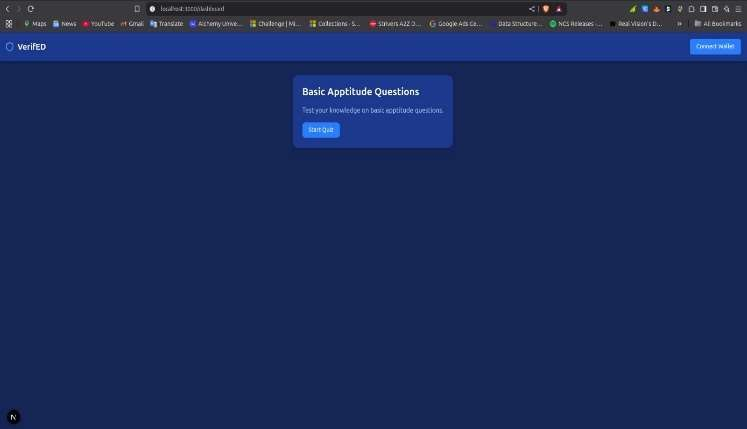 localhost:3000/dashboard
Maps News YouTube Gmail Translate Alchemy Unive... Challenge | Mi... Collections - S... Strivers A2Z D... Google Ads Ce... Data Structure... NCS Releases -... Real Vision's D... » All Bookmarks
VerifED Connect Wallet
Basic Apptitude Questions
Test your knowledge on basic apptitude questions.
Start Quiz
N